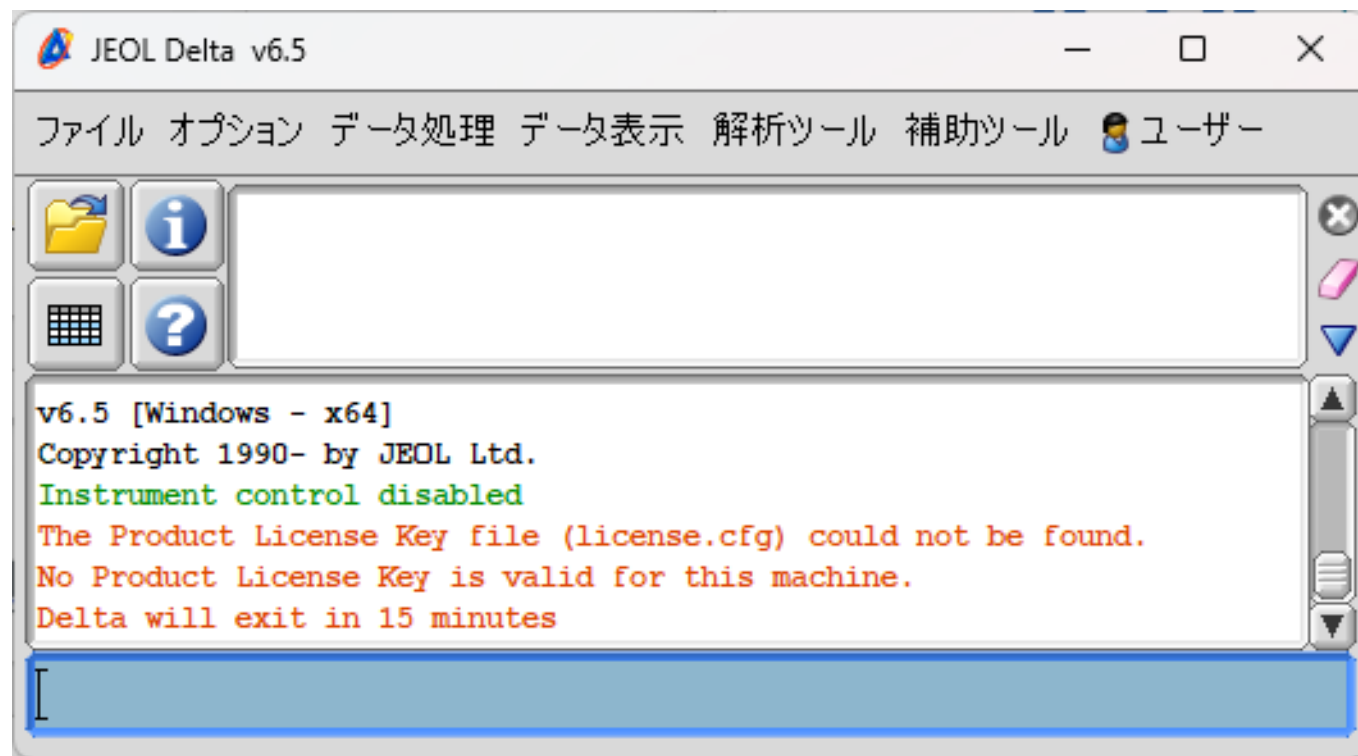 JEOL Delta v6.5
ファイル オプション データ処理 データ表示 解析ツール 補助ツール ユーザー
v6.5 [Windows - x64]
Copyright 1990- by JEOL Ltd.
Instrument control disabled
The Product License Key file (license.cfg) could not be found.
No Product License Key is valid for this machine.
Delta will exit in 15 minutes